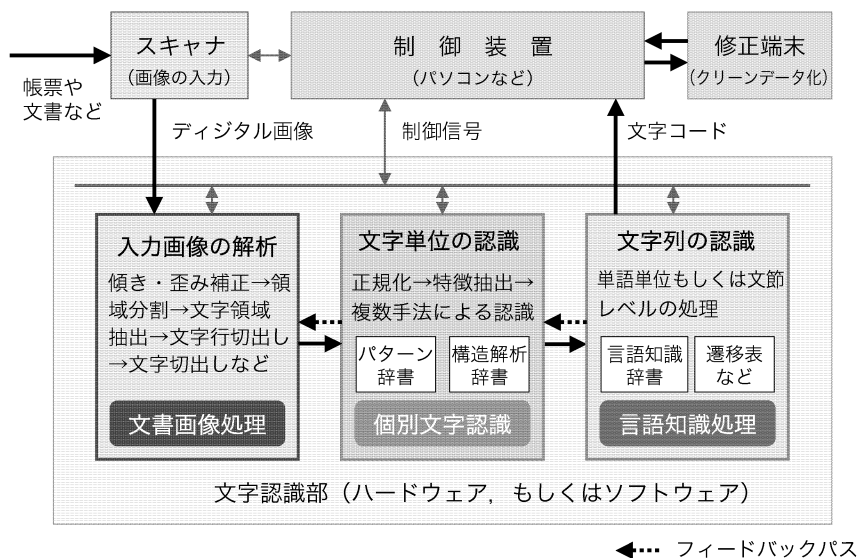 スキャナ
（画像の入力）
制　御　装　置
（パソコンなど）
修正端末
（クリーンデータ化）
帳票や
文書など
ディジタル画像
制御信号
文字コード
入力画像の解析
傾き・歪み補正→領
域分割→文字領域
抽出→文字行切出し
→文字切出しなど
文書画像処理
文字単位の認識
正規化→特徴抽出→
複数手法による認識
パターン
辞書
構造解析
辞書
個別文字認識
文字列の認識
単語単位もしくは文節
レベルの処理
言語知識
辞書
遷移表
など
言語知識処理
文字認識部（ハードウェア，もしくはソフトウェア）
フィードバックパス